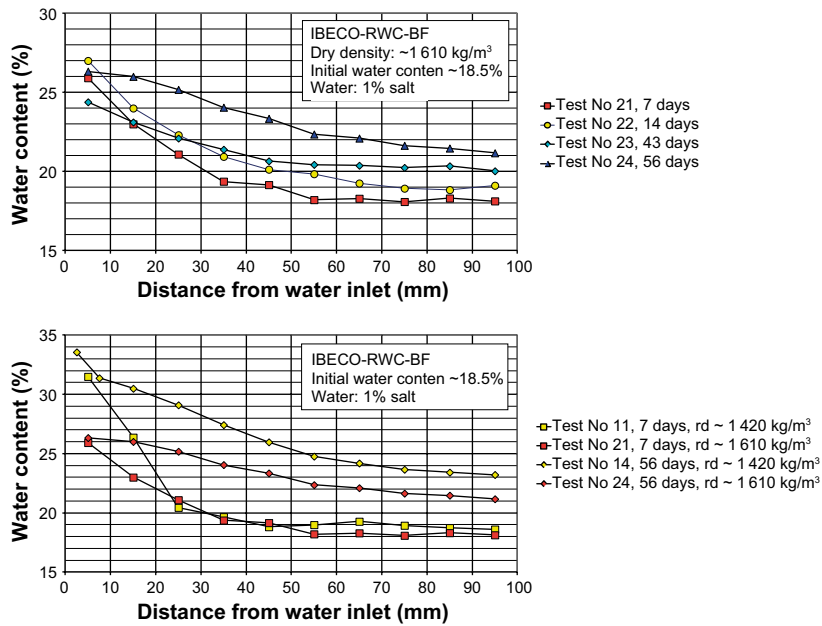 30
25
20
15
Water content (%)
IBECO-RWC-BF
Dry density: ~1 610 kg/m³
Initial water conten ~18.5%
Water: 1% salt
0 10 20 30 40 50 60 70 80 90 100
Distance from water inlet (mm)
Test No 21, 7 days
Test No 22, 14 days
Test No 23, 43 days
Test No 24, 56 days
35
30
25
20
15
Water content (%)
IBECO-RWC-BF
Initial water conten ~18.5%
Water: 1% salt
0 10 20 30 40 50 60 70 80 90 100
Distance from water inlet (mm)
Test No 11, 7 days, rd ~ 1 420 kg/m³
Test No 21, 7 days, rd ~ 1 610 kg/m³
Test No 14, 56 days, rd ~ 1 420 kg/m³
Test No 24, 56 days, rd ~ 1 610 kg/m³